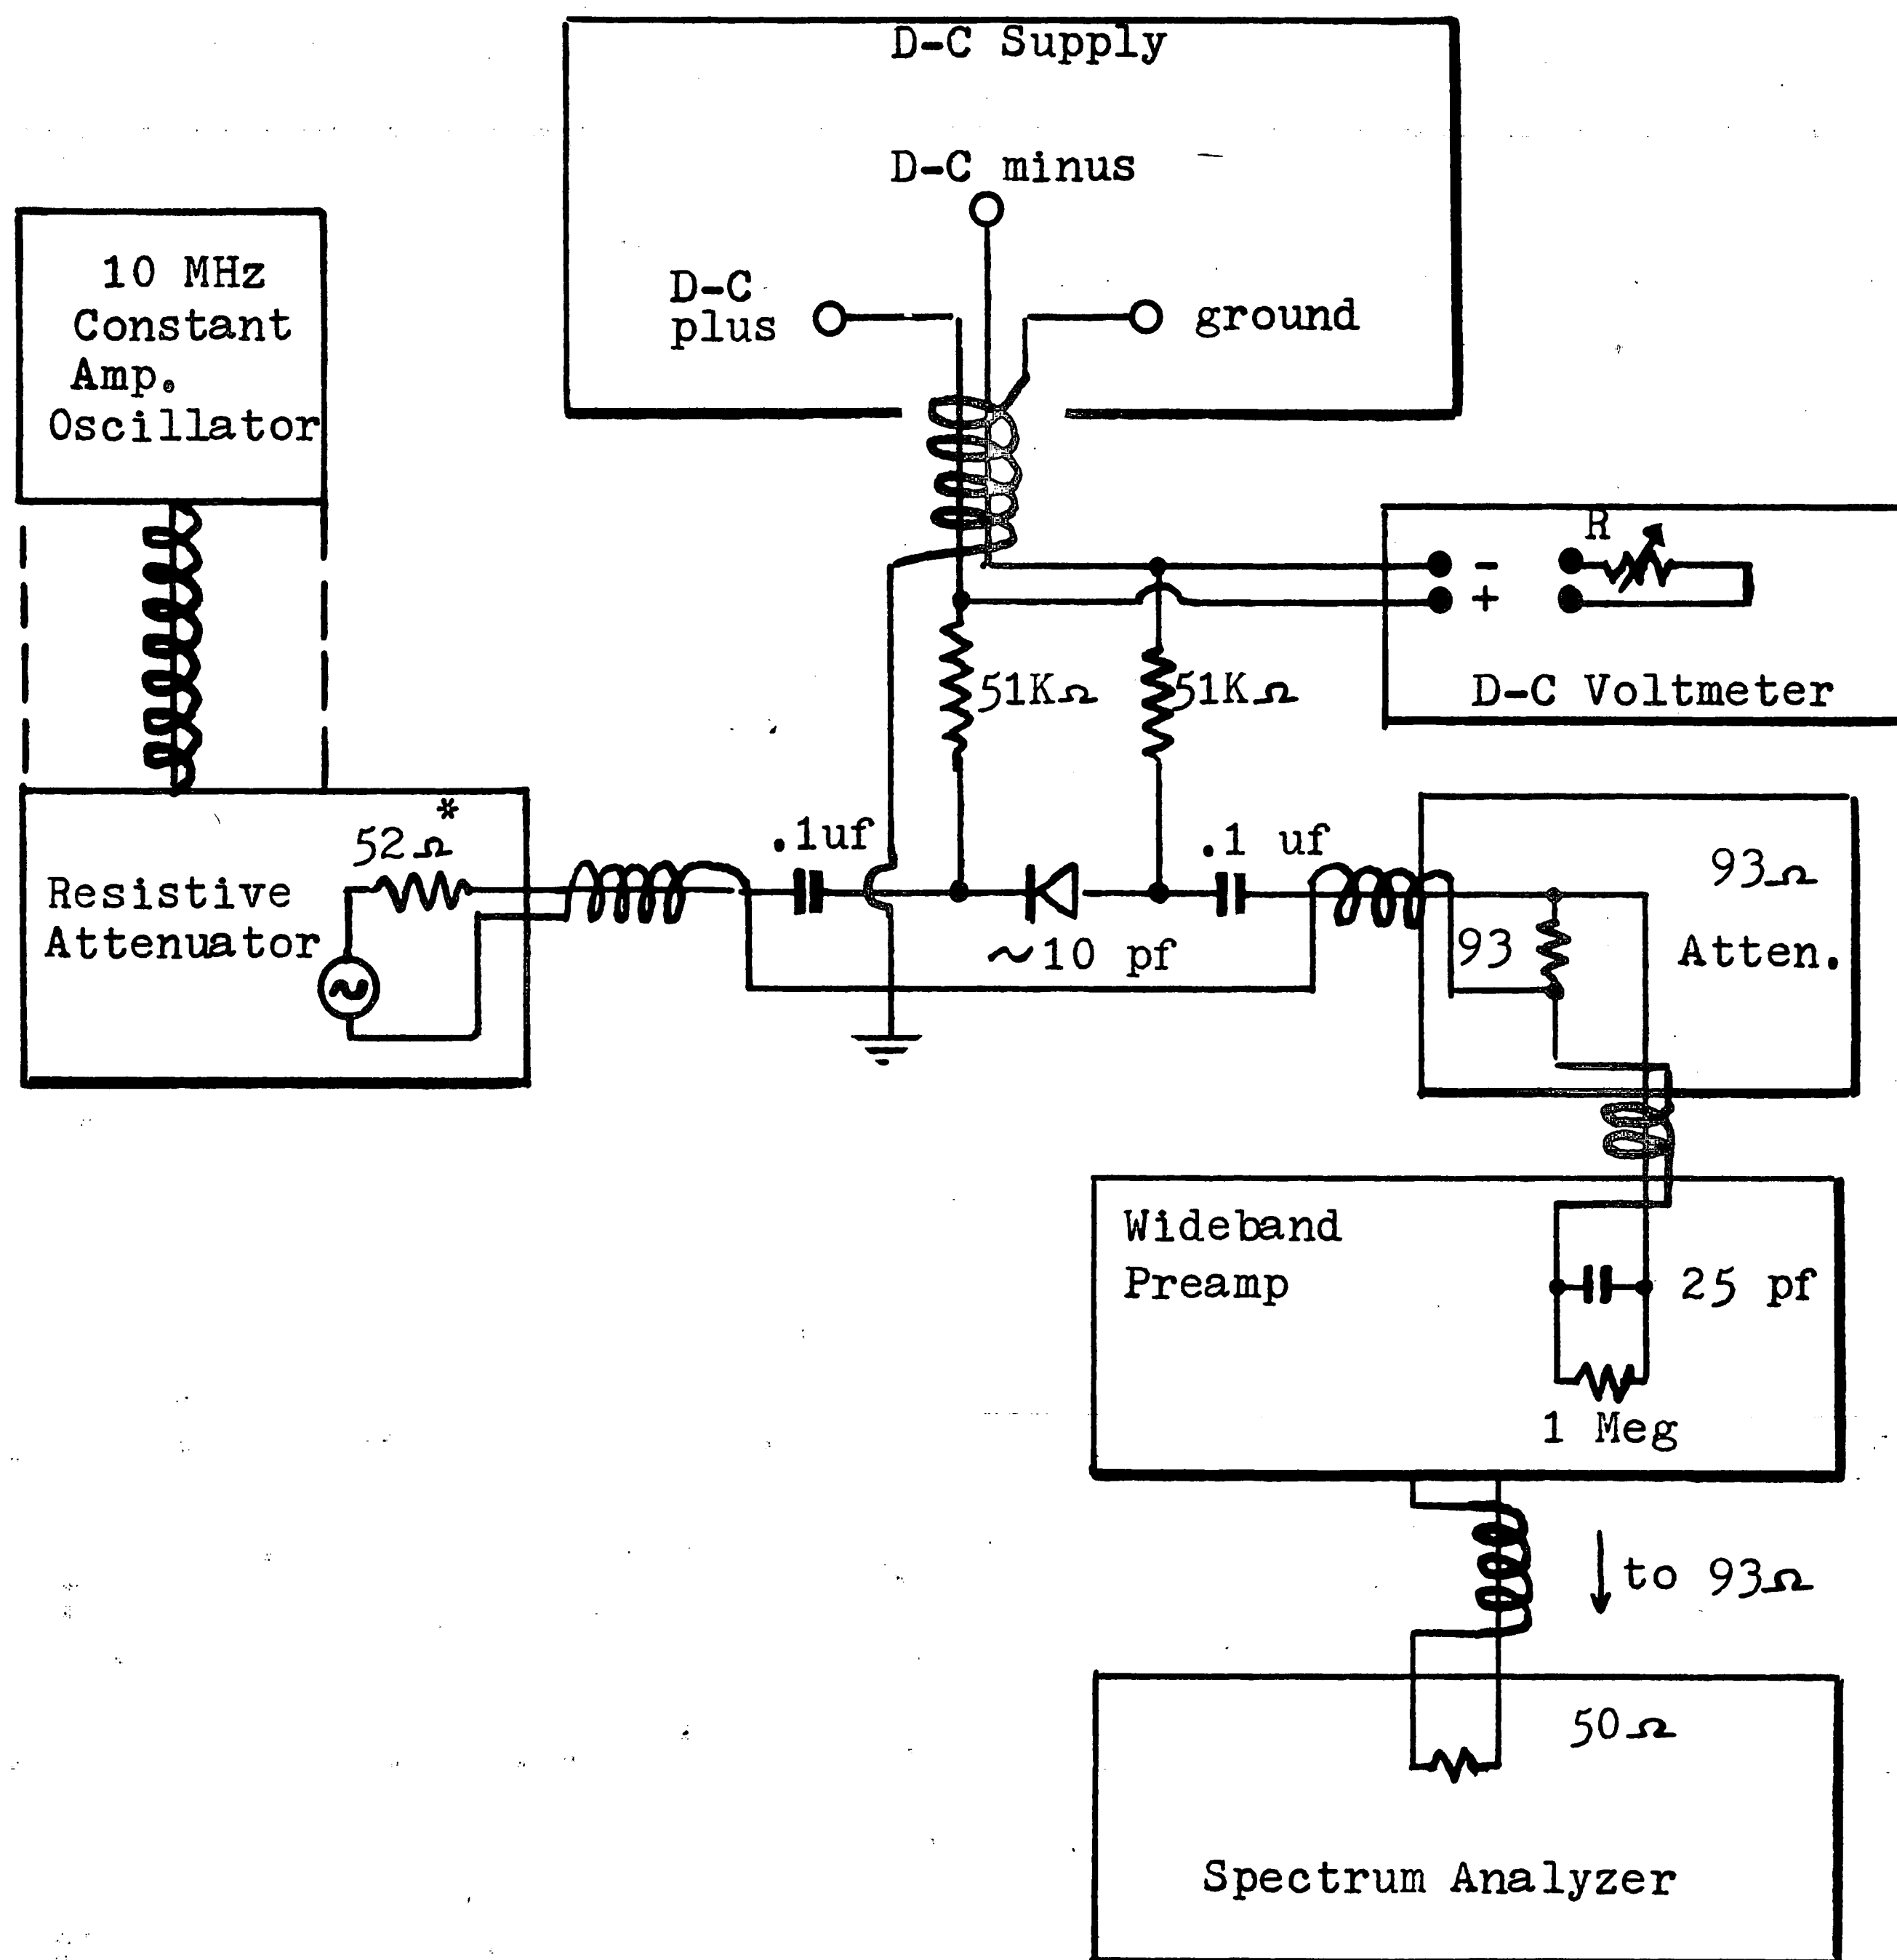 D-C Supply
D-C minus
D-C
plus
ground
10 MHz
Constant
Amp.
Oscillator
R
-
+
D-C Voltmeter
51KΩ
51KΩ
*
52Ω
Resistive
Attenuator
.1uf
.1 uf
~10 pf
93Ω
93
Atten.
Wideband
Preamp
25 pf
1 Meg
↓ to 93Ω
50Ω
Spectrum Analyzer